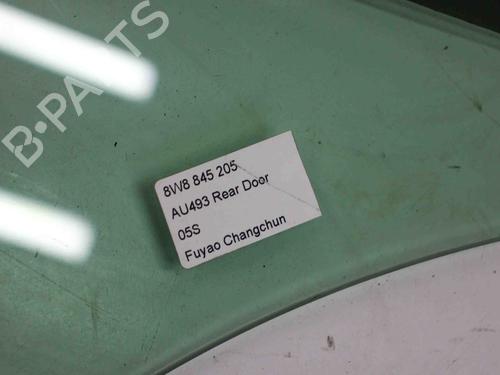 B-PARTS
8W8 845 205
AU493 Rear Door
05S
Fuyao Changchun